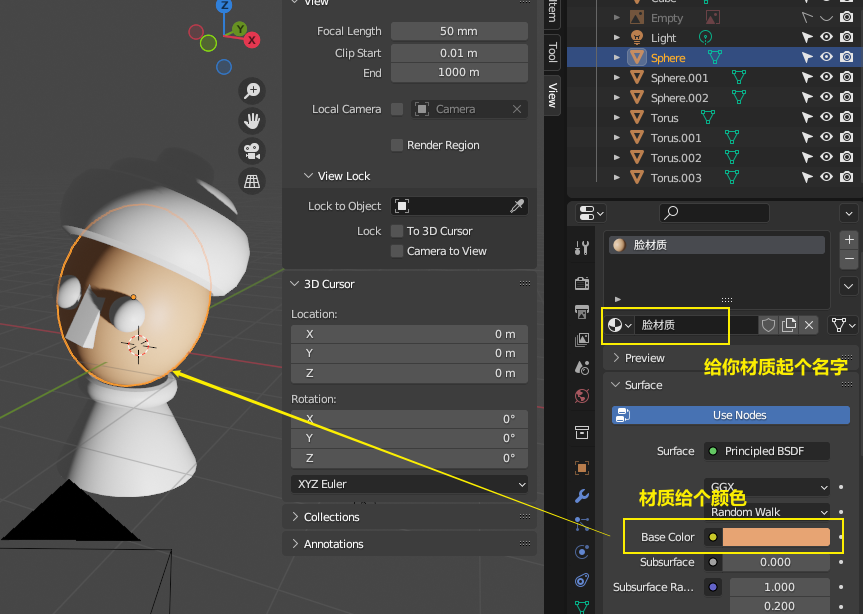 Z
Y
X
View
Focal Length 50 mm
Clip Start 0.01 m
End 1000 m
Local Camera Camera
Render Region
View Lock
Lock to Object
Lock To 3D Cursor
Camera to View
3D Cursor
Location:
X 0 m
Y 0 m
Z 0 m
Rotation:
X 0°
Y 0°
Z 0°
XYZ Euler
Collections
Annotations
Item
Tool
View
Cube
Empty
Light
Sphere
Sphere.001
Sphere.002
Torus
Torus.001
Torus.002
Torus.003
脸材质
脸材质
Preview
给你材质起个名字
Surface
Use Nodes
Surface Principled BSDF
GGX
材质给个颜色
Random Walk
Base Color
Subsurface 0.000
Subsurface Ra... 1.000
0.200